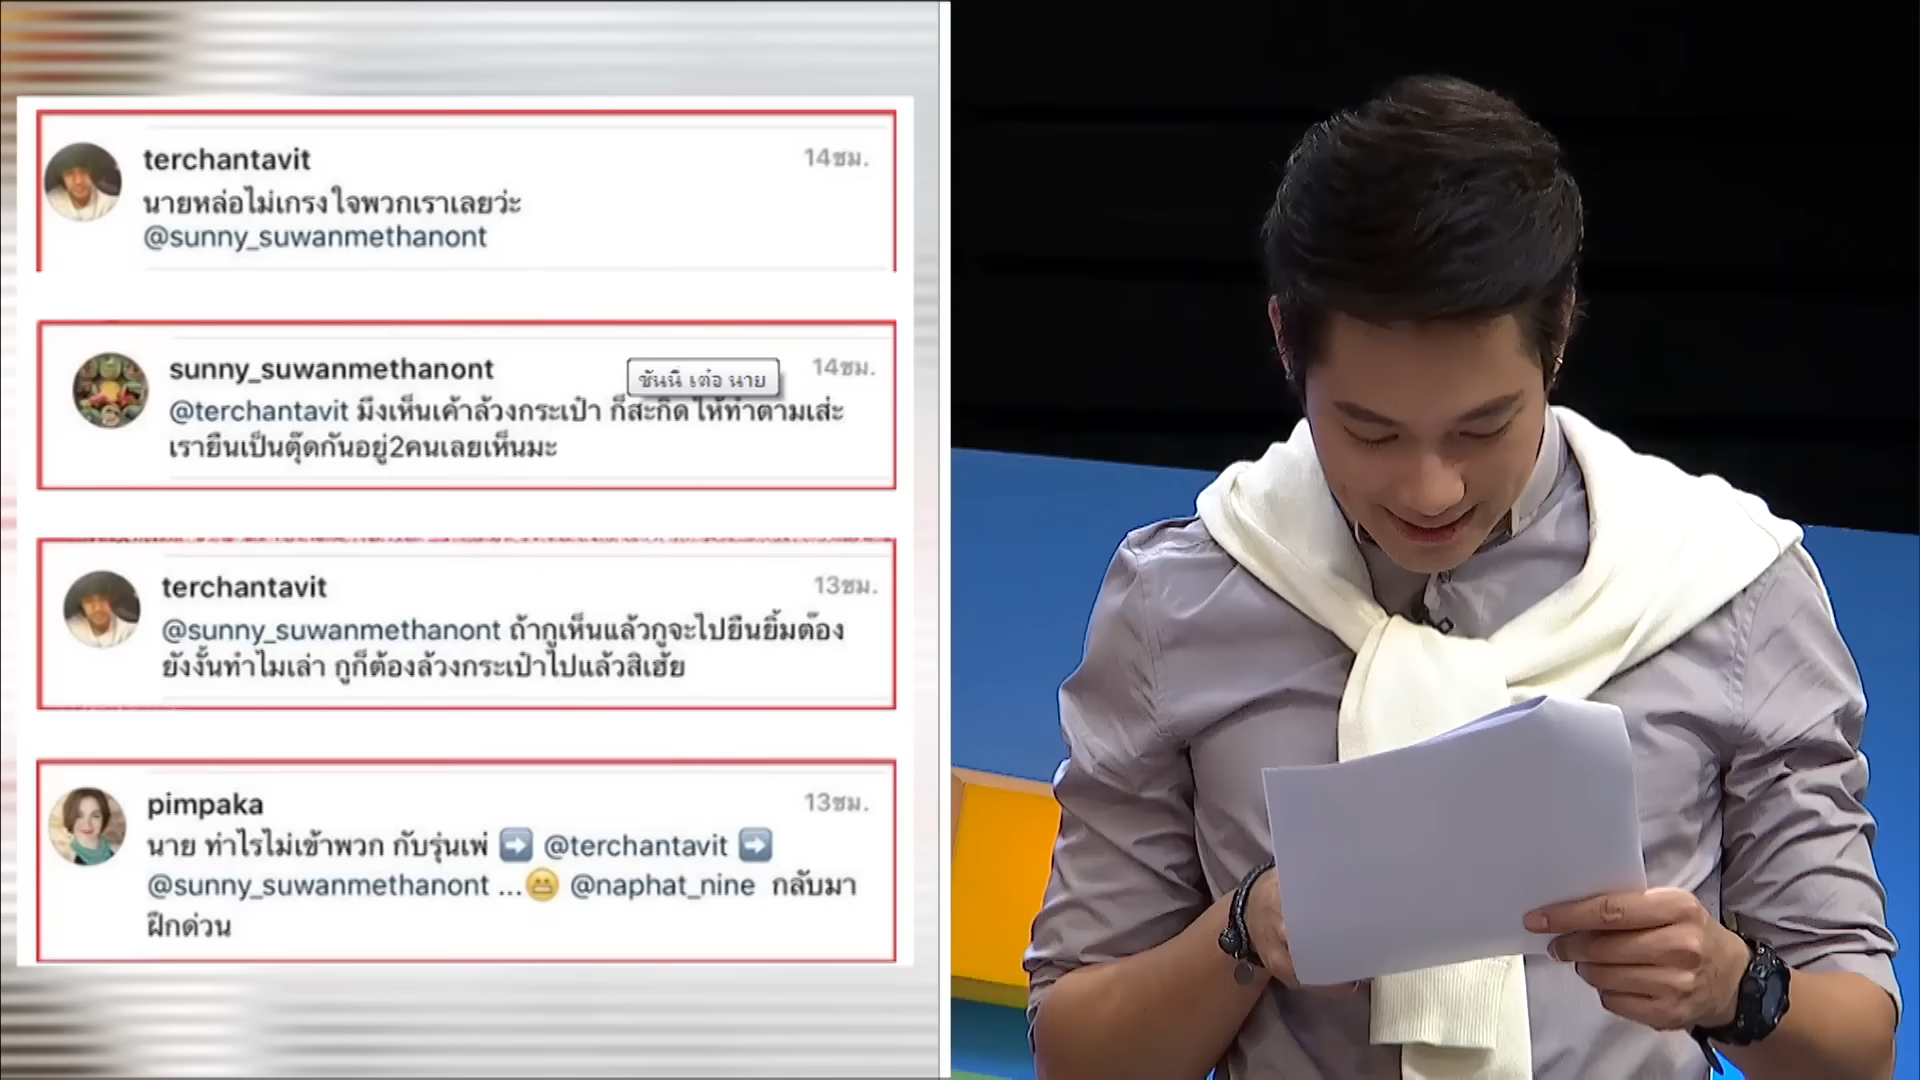 terchantavit 14ชม.
นายหล่อไม่เกรงใจพวกเราเลยว่ะ
@sunny_suwanmethanont
sunny_suwanmethanont 14ชม.
ซันนี่ เต๋อ นาย
@terchantavit มึงเห็นเค้าล้วงกระเป๋า ก็สะกิดให้ทำตามเส่ะ
เรายืนเป็นตุ๊ดกันอยู่2คนเลยเห็นมะ
terchantavit 13ชม.
@sunny_suwanmethanont ถ้ากูเห็นแล้วกูจะไปยืนยิ้มต๊อง
ยังงั้นทำไมเล่า กูก็ต้องล้วงกระเป๋าไปแล้วสิเฮ้ย
pimpaka 13ชม.
นาย ทำไรไม่เข้าพวก กับรุ่นเพ่ ➡️ @terchantavit ➡️
@sunny_suwanmethanont ...😁 @naphat_nine กลับมา
ฝึกด่วน